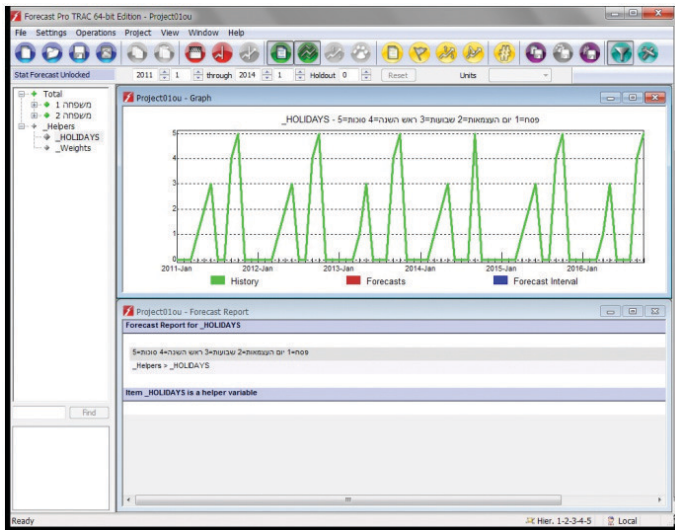 Forecast Pro TRAC 64-bit Edition - Project01ou
File Settings Operations Project View Window Help
Stat Forecast Unlocked 2011 1 through 2014 1 Holdout 0 Reset Units
Total
משפחה 1
משפחה 2
_Helpers
_HOLIDAYS
_Weights
Find
Project01ou - Graph
_HOLIDAYS - פסח=1 יום העצמאות=2 שבועות=3 ראש השנה=4 סוכות=5
5
4
3
2
1
0
2011-Jan 2012-Jan 2013-Jan 2014-Jan 2015-Jan 2016-Jan
History Forecasts Forecast Interval
Project01ou - Forecast Report
Forecast Report for _HOLIDAYS
פסח=1 יום העצמאות=2 שבועות=3 ראש השנה=4 סוכות=5
_Helpers > _HOLIDAYS
Item _HOLIDAYS is a helper variable
Ready Hier. 1-2-3-4-5 Local